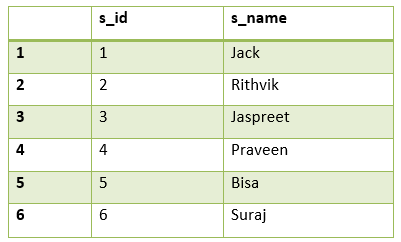 s_id s_name
1 1 Jack
2 2 Rithvik
3 3 Jaspreet
4 4 Praveen
5 5 Bisa
6 6 Suraj